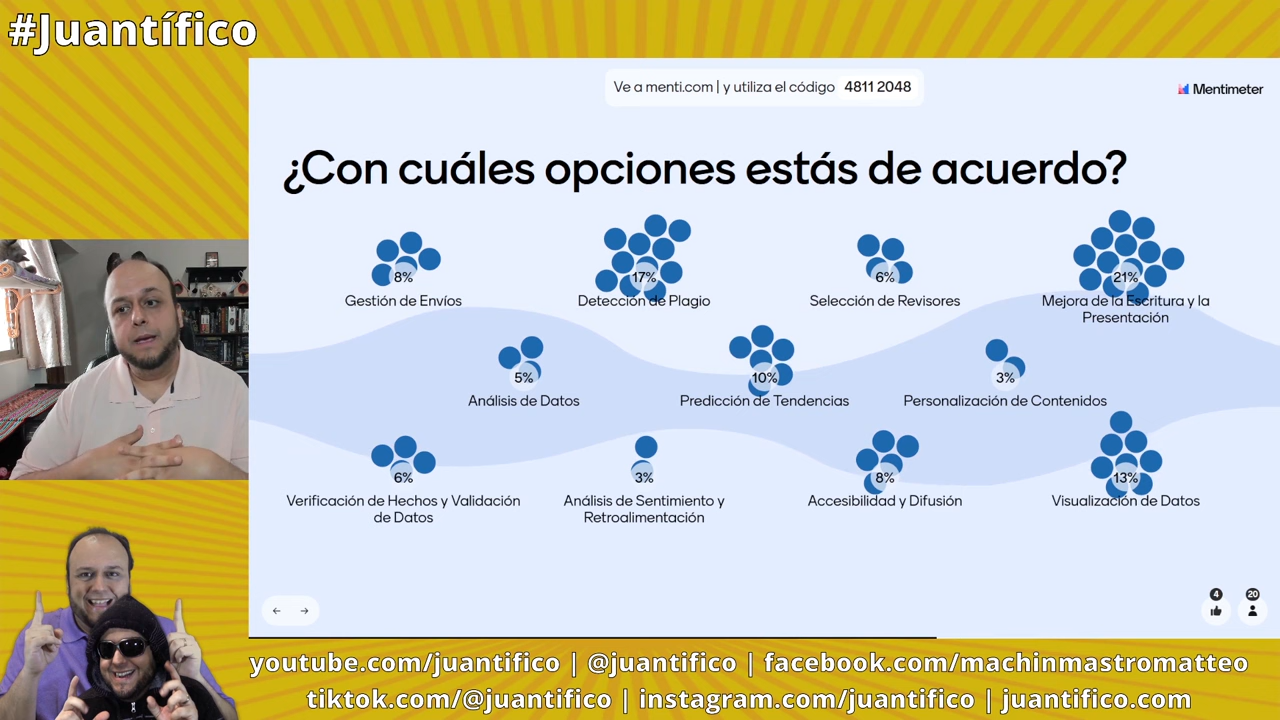 #Juantífico
Ve a menti.com | y utiliza el código 4811 2048
Mentimeter
¿Con cuáles opciones estás de acuerdo?
8%
Gestión de Envíos
17%
Detección de Plagio
6%
Selección de Revisores
21%
Mejora de la Escritura y la
Presentación
5%
Análisis de Datos
10%
Predicción de Tendencias
3%
Personalización de Contenidos
6%
Verificación de Hechos y Validación
de Datos
3%
Análisis de Sentimiento y
Retroalimentación
8%
Accesibilidad y Difusión
13%
Visualización de Datos
4
20
youtube.com/juantifico | @juantifico | facebook.com/machinmastromatteo
tiktok.com/@juantifico | instagram.com/juantifico | juantifico.com